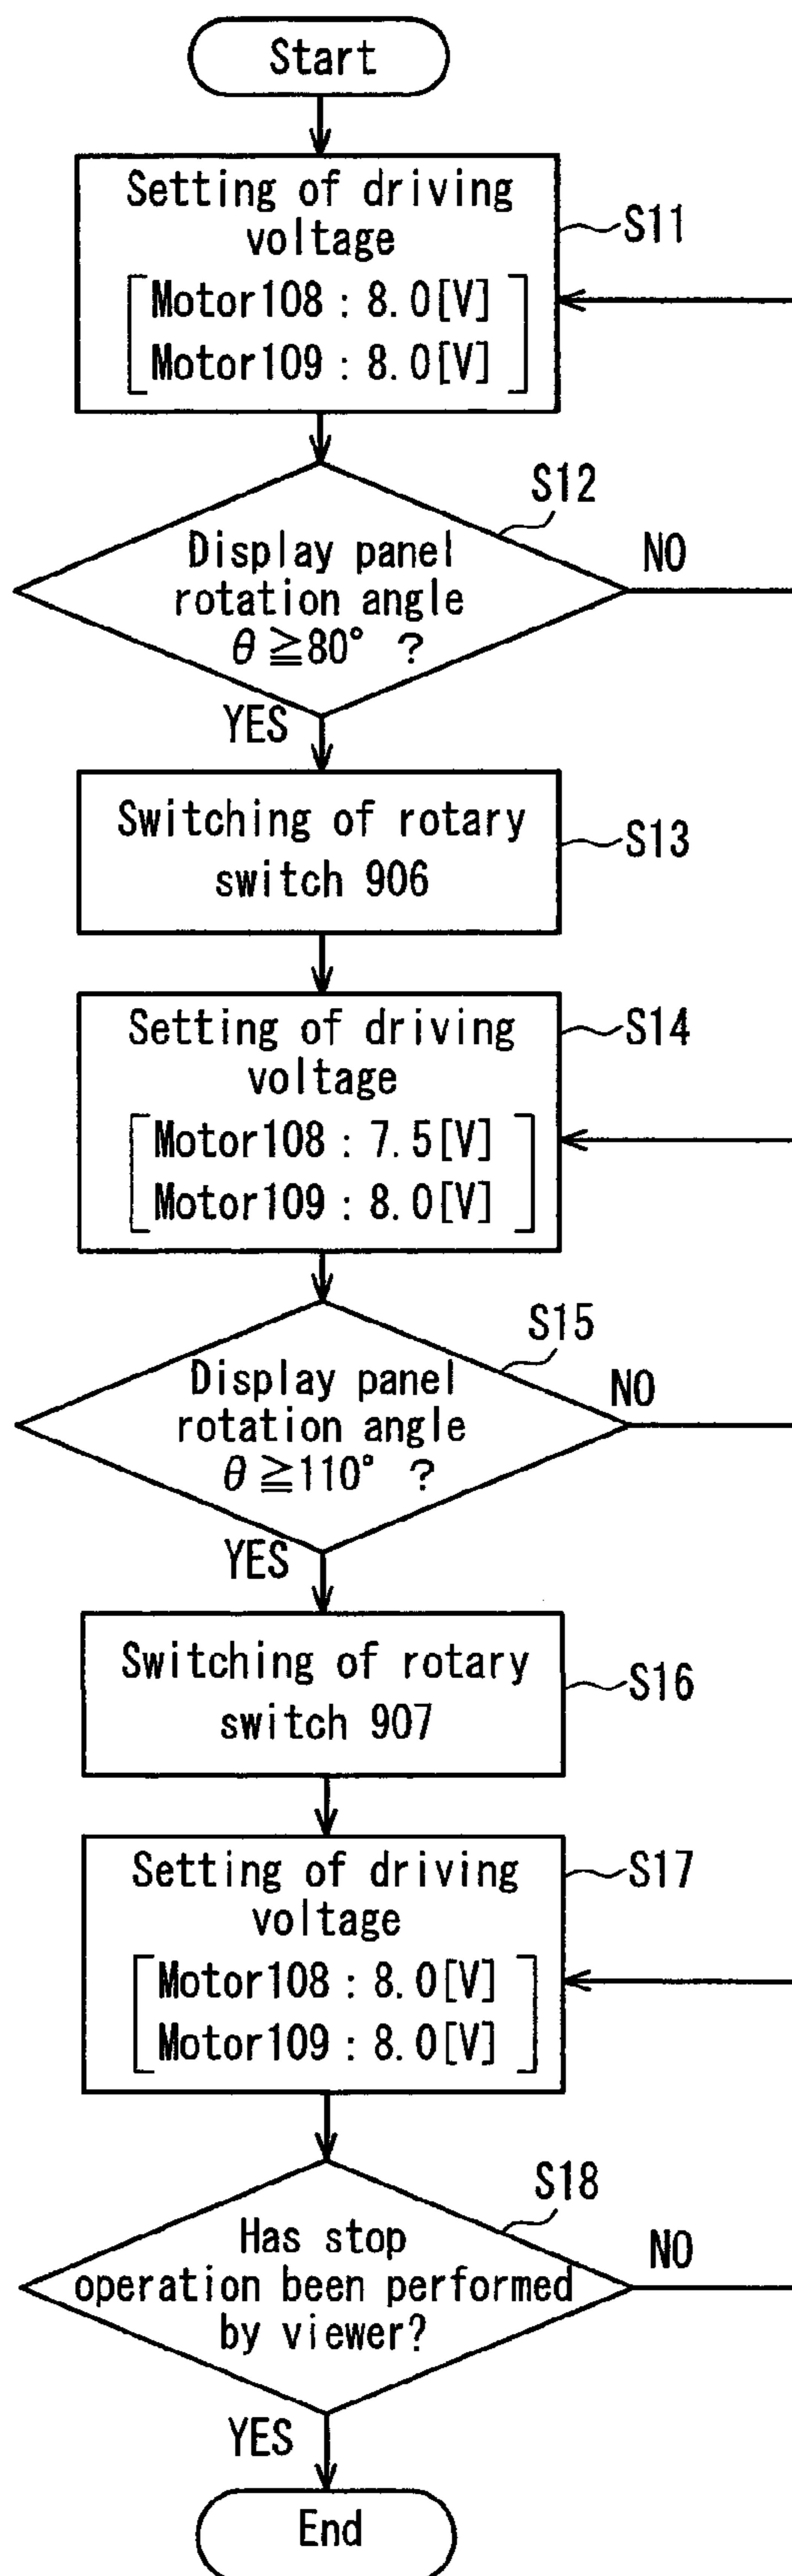 Start
Setting of driving
voltage
Motor108 : 8.0[V]
Motor109 : 8.0[V]
S11
S12
Display panel
rotation angle
θ ≧80° ?
NO
YES
Switching of rotary
switch 906
S13
Setting of driving
voltage
Motor108 : 7.5[V]
Motor109 : 8.0[V]
S14
S15
Display panel
rotation angle
θ ≧110° ?
NO
YES
Switching of rotary
switch 907
S16
Setting of driving
voltage
Motor108 : 8.0[V]
Motor109 : 8.0[V]
S17
S18
Has stop
operation been performed
by viewer?
NO
YES
End